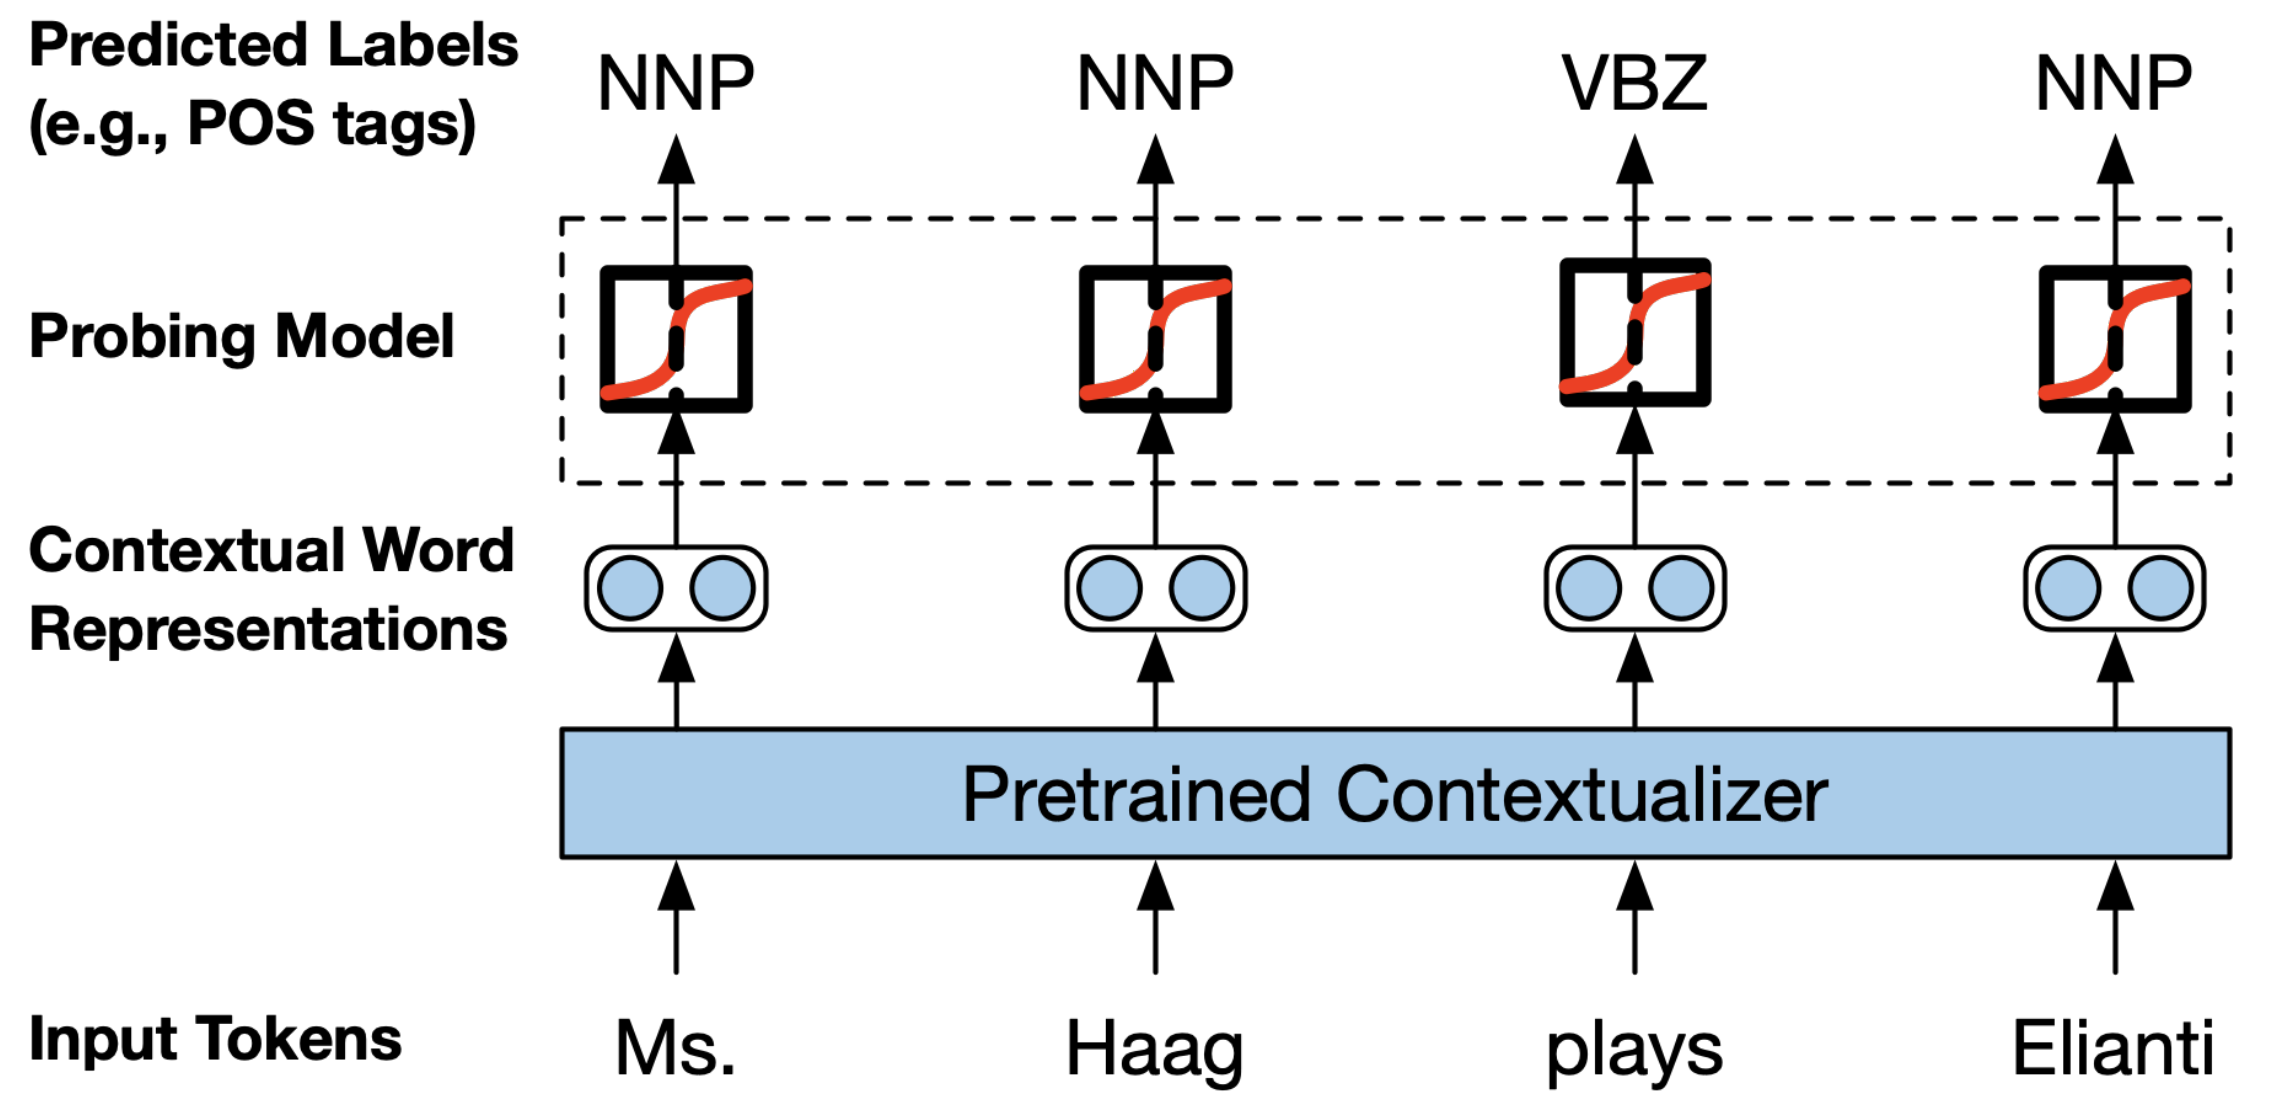 Predicted Labels
(e.g., POS tags)
NNP NNP VBZ NNP
Probing Model
Contextual Word
Representations
Pretrained Contextualizer
Input Tokens
Ms. Haag plays Elianti